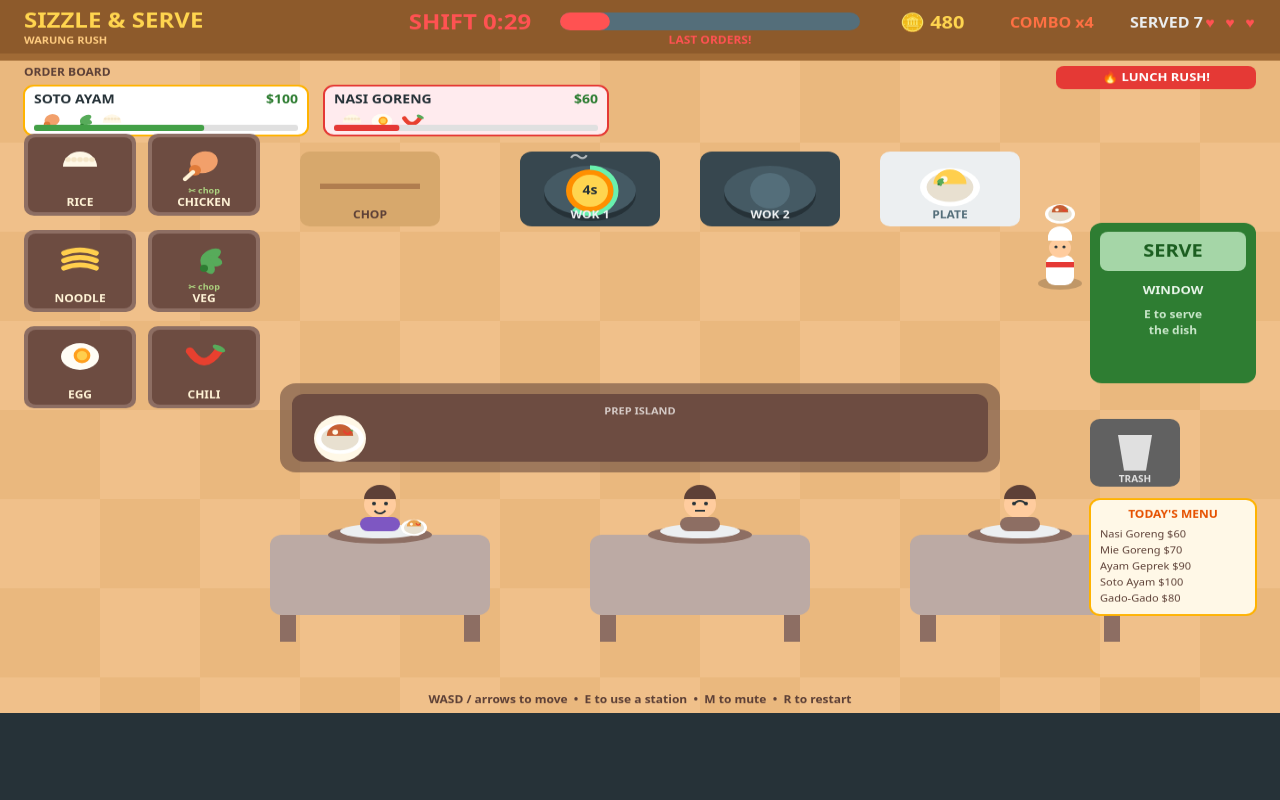 SIZZLE & SERVE
WARUNG RUSH
SHIFT 0:29
LAST ORDERS!
480
COMBO x4
SERVED 7
ORDER BOARD
LUNCH RUSH!
SOTO AYAM $100
NASI GORENG $60
RICE
chop
CHICKEN
CHOP
4s
WOK 1
WOK 2
PLATE
SERVE
WINDOW
E to serve
the dish
NOODLE
chop
VEG
EGG
CHILI
PREP ISLAND
TRASH
TODAY'S MENU
Nasi Goreng $60
Mie Goreng $70
Ayam Geprek $90
Soto Ayam $100
Gado-Gado $80
WASD / arrows to move • E to use a station • M to mute • R to restart